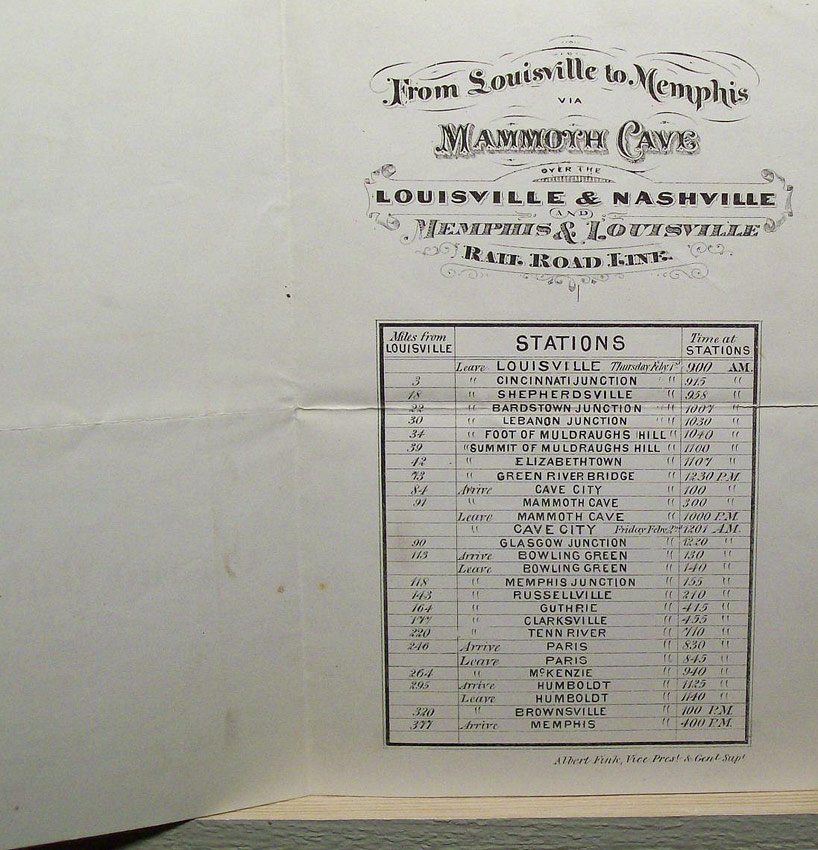 From Louisville to Memphis
VIA
MAMMOTH CAVE
OVER THE
LOUISVILLE & NASHVILLE
AND
MEMPHIS & LOUISVILLE
RAIL ROAD LINE.
Miles from LOUISVILLE STATIONS Time at STATIONS
Leave LOUISVILLE Thursday Feby 1st 900 AM.
3 " CINCINNATI JUNCTION " " 915 "
18 " SHEPHERDSVILLE " " 958 "
22 " BARDSTOWN JUNCTION " " 1007 "
30 " LEBANON JUNCTION " " 1030 "
34 " FOOT OF MULDRAUGHS HILL " 1040 "
39 " SUMMIT OF MULDRAUGHS HILL " 1100 "
42 " ELIZABETHTOWN " 1107 "
73 " GREEN RIVER BRIDGE " 1230 P.M.
84 Arrive CAVE CITY " 100 "
91 " MAMMOTH CAVE " 300 "
Leave MAMMOTH CAVE " 1000 P.M.
" CAVE CITY Friday Feby 2nd 1201 A.M.
90 GLASGOW JUNCTION " 1220 "
113 Arrive BOWLING GREEN " 130 "
Leave BOWLING GREEN " 140 "
118 " MEMPHIS JUNCTION " 155 "
143 " RUSSELLVILLE " 310 "
164 " GUTHRIE " 415 "
177 " CLARKSVILLE " 455 "
220 " TENN RIVER " 710 "
246 Arrive PARIS " 830 "
Leave PARIS " 845 "
264 " McKENZIE " 940 "
295 Arrive HUMBOLDT " 1125 "
Leave HUMBOLDT " 1140 "
320 " BROWNSVILLE " 100 P.M.
377 Arrive MEMPHIS " 400 P.M.
Albert Fink, Vice Prest & Genl Supt